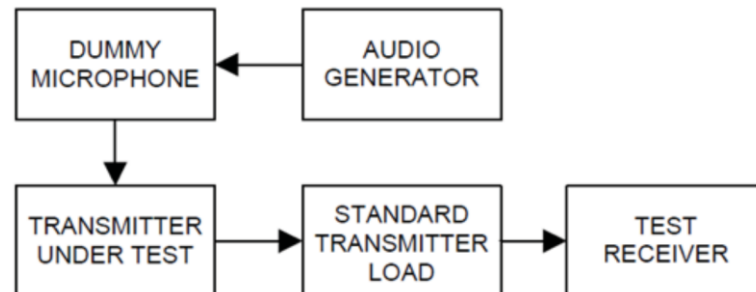 DUMMY
MICROPHONE
AUDIO
GENERATOR
TRANSMITTER
UNDER TEST
STANDARD
TRANSMITTER
LOAD
TEST
RECEIVER